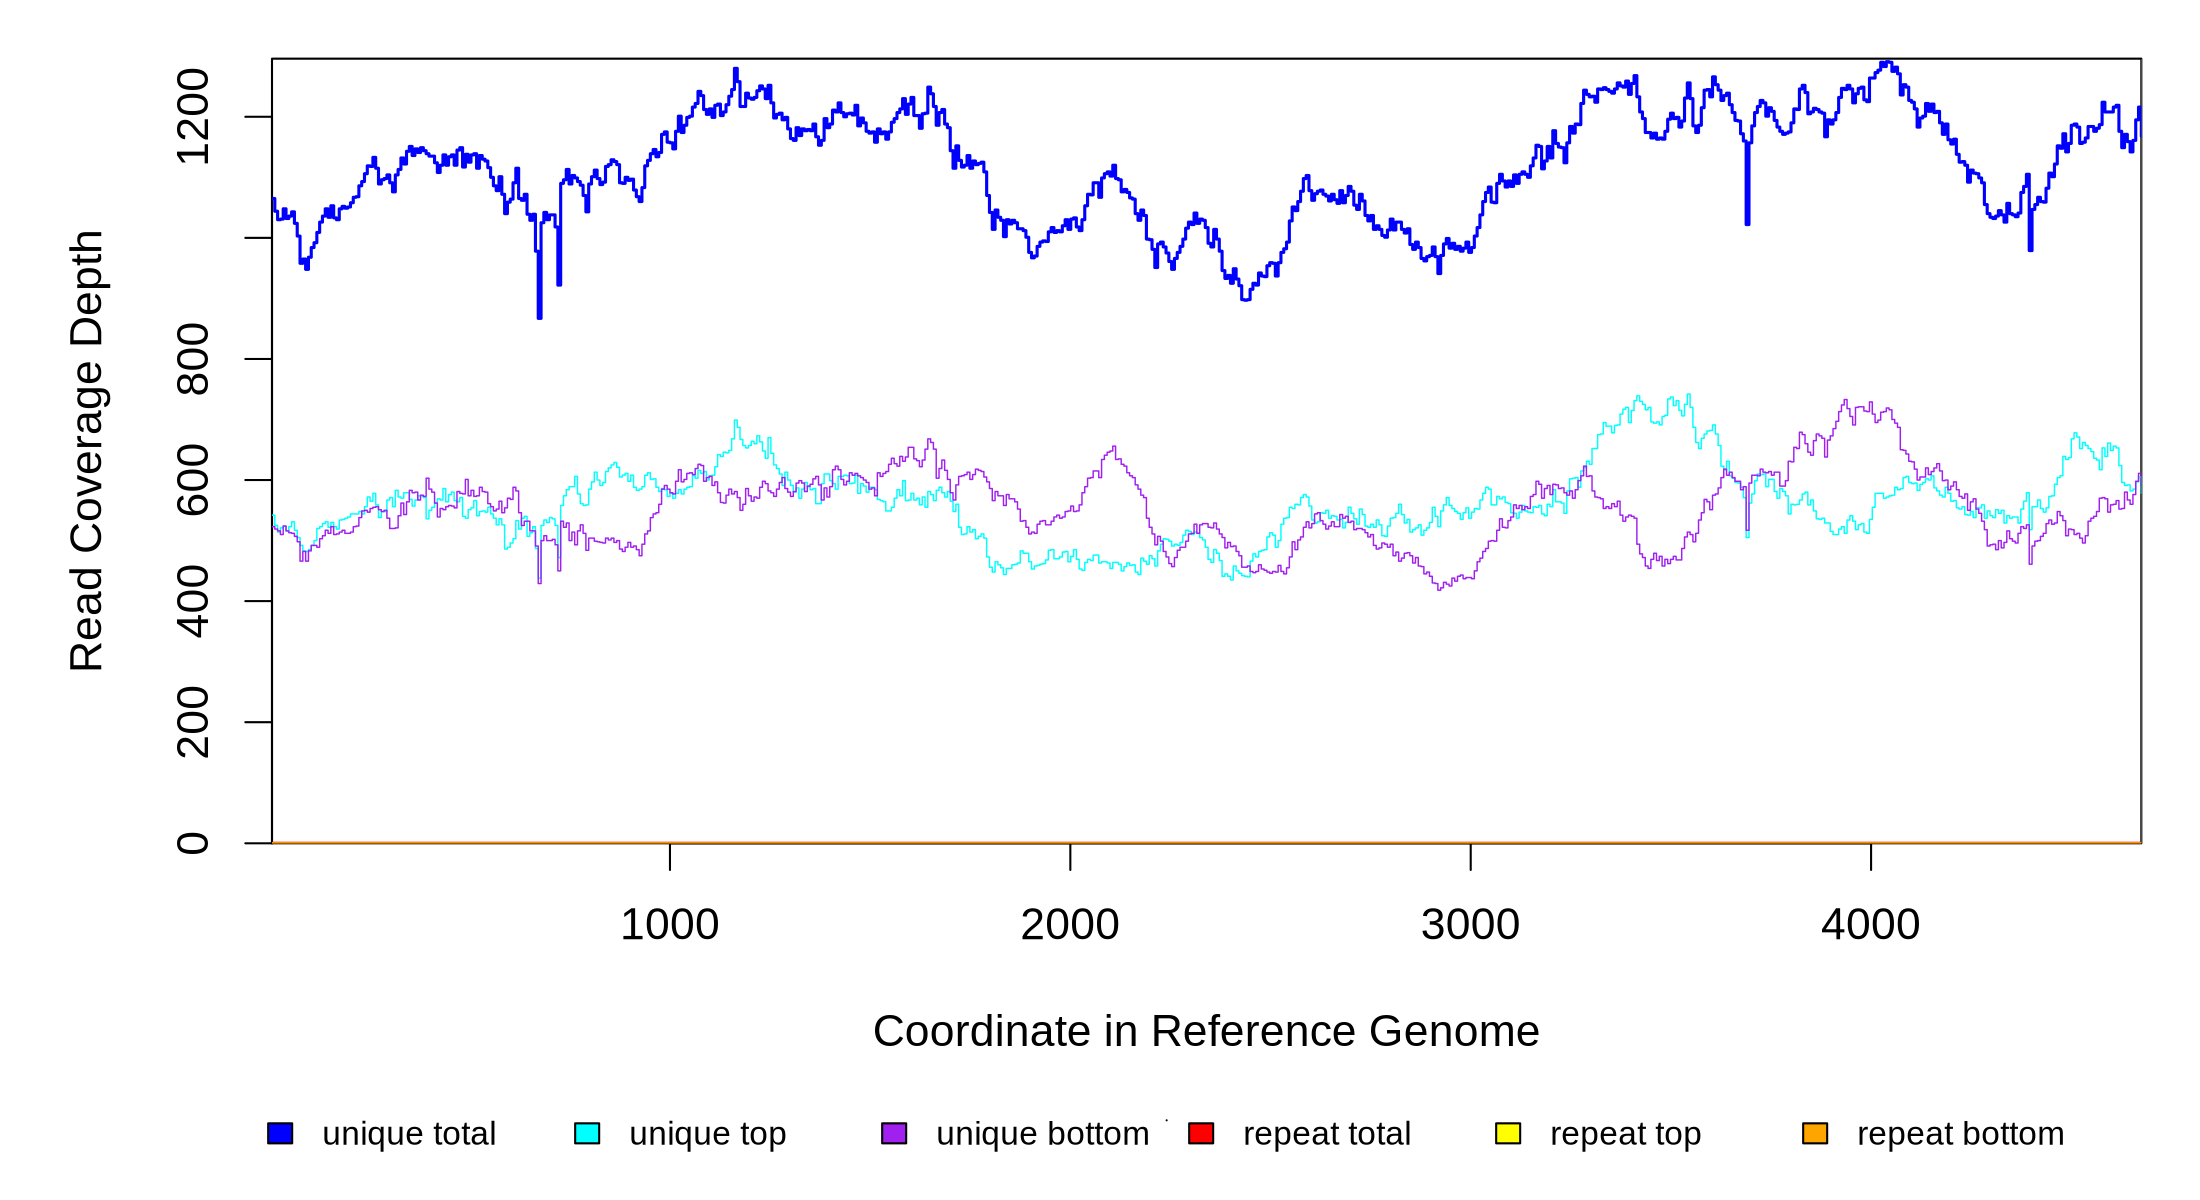 1200
800
600
400
200
0
Read Coverage Depth
1000 2000 3000 4000
Coordinate in Reference Genome
unique total unique top unique bottom repeat total repeat top repeat bottom